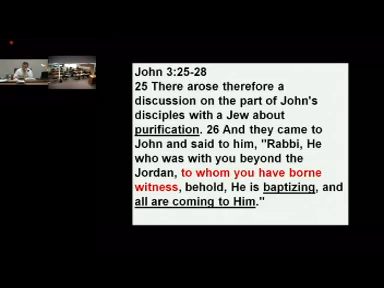 John 3:25-28
25 There arose therefore a
discussion on the part of John's
disciples with a Jew about
purification. 26 And they came to
John and said to him, "Rabbi, He
who was with you beyond the
Jordan, to whom you have borne
witness, behold, He is baptizing, and
all are coming to Him."